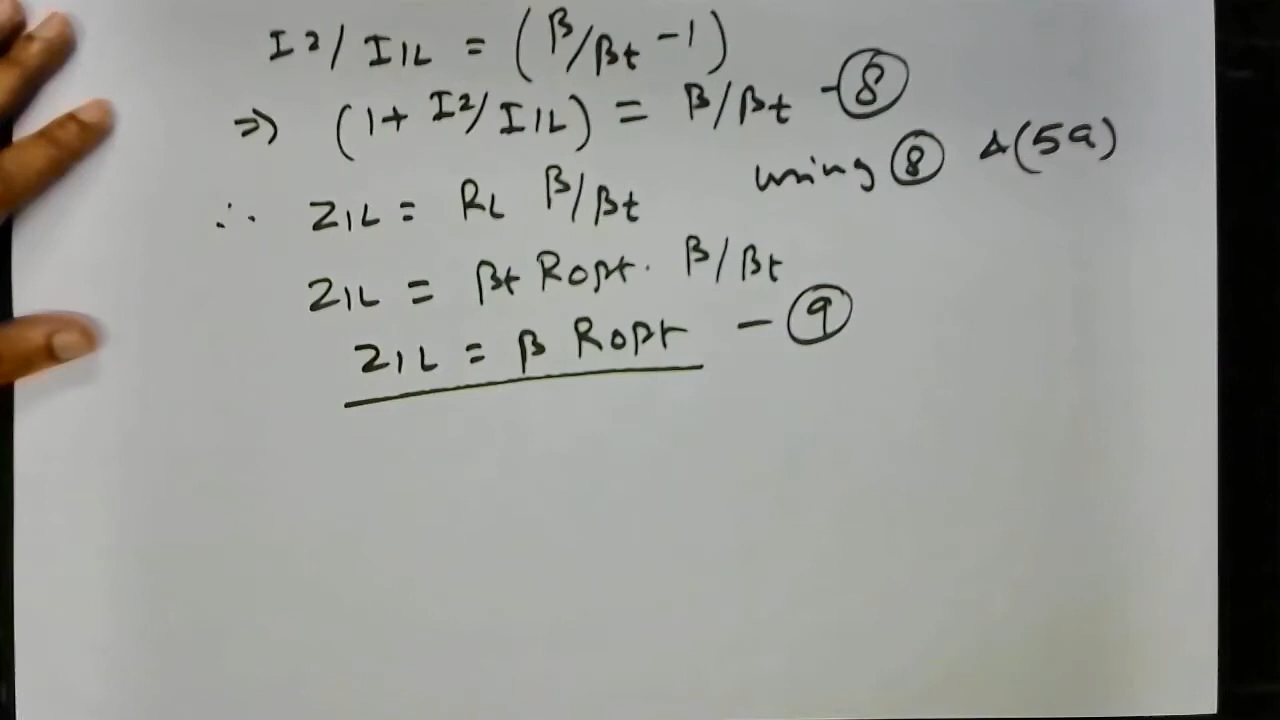 I2/I1L = (β/βt -1)
⇒ (1+ I2/I1L) = β/βt - ⑧
using ⑧ & (5a)
∴ Z1L = RL β/βt
Z1L = βt Ropt. β/βt
Z1L = β Ropt - ⑨